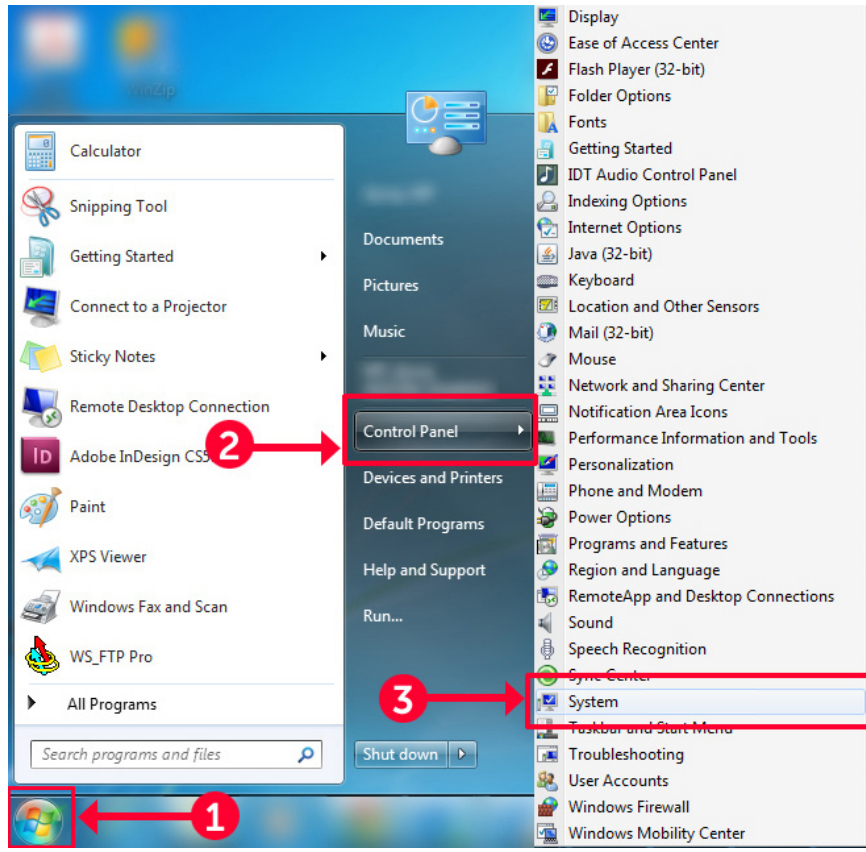 WinZip
Calculator
Snipping Tool
Getting Started
Connect to a Projector
Sticky Notes
Remote Desktop Connection
ID
Adobe InDesign CS5
Paint
XPS Viewer
Windows Fax and Scan
WS_FTP Pro
All Programs
Search programs and files
1
Documents
Pictures
Music
2
Control Panel
Devices and Printers
Default Programs
Help and Support
Run...
Shut down
3
Display
Ease of Access Center
Flash Player (32-bit)
Folder Options
Fonts
Getting Started
IDT Audio Control Panel
Indexing Options
Internet Options
Java (32-bit)
Keyboard
Location and Other Sensors
Mail (32-bit)
Mouse
Network and Sharing Center
Notification Area Icons
Performance Information and Tools
Personalization
Phone and Modem
Power Options
Programs and Features
Region and Language
RemoteApp and Desktop Connections
Sound
Speech Recognition
Sync Center
System
Taskbar and Start Menu
Troubleshooting
User Accounts
Windows Firewall
Windows Mobility Center